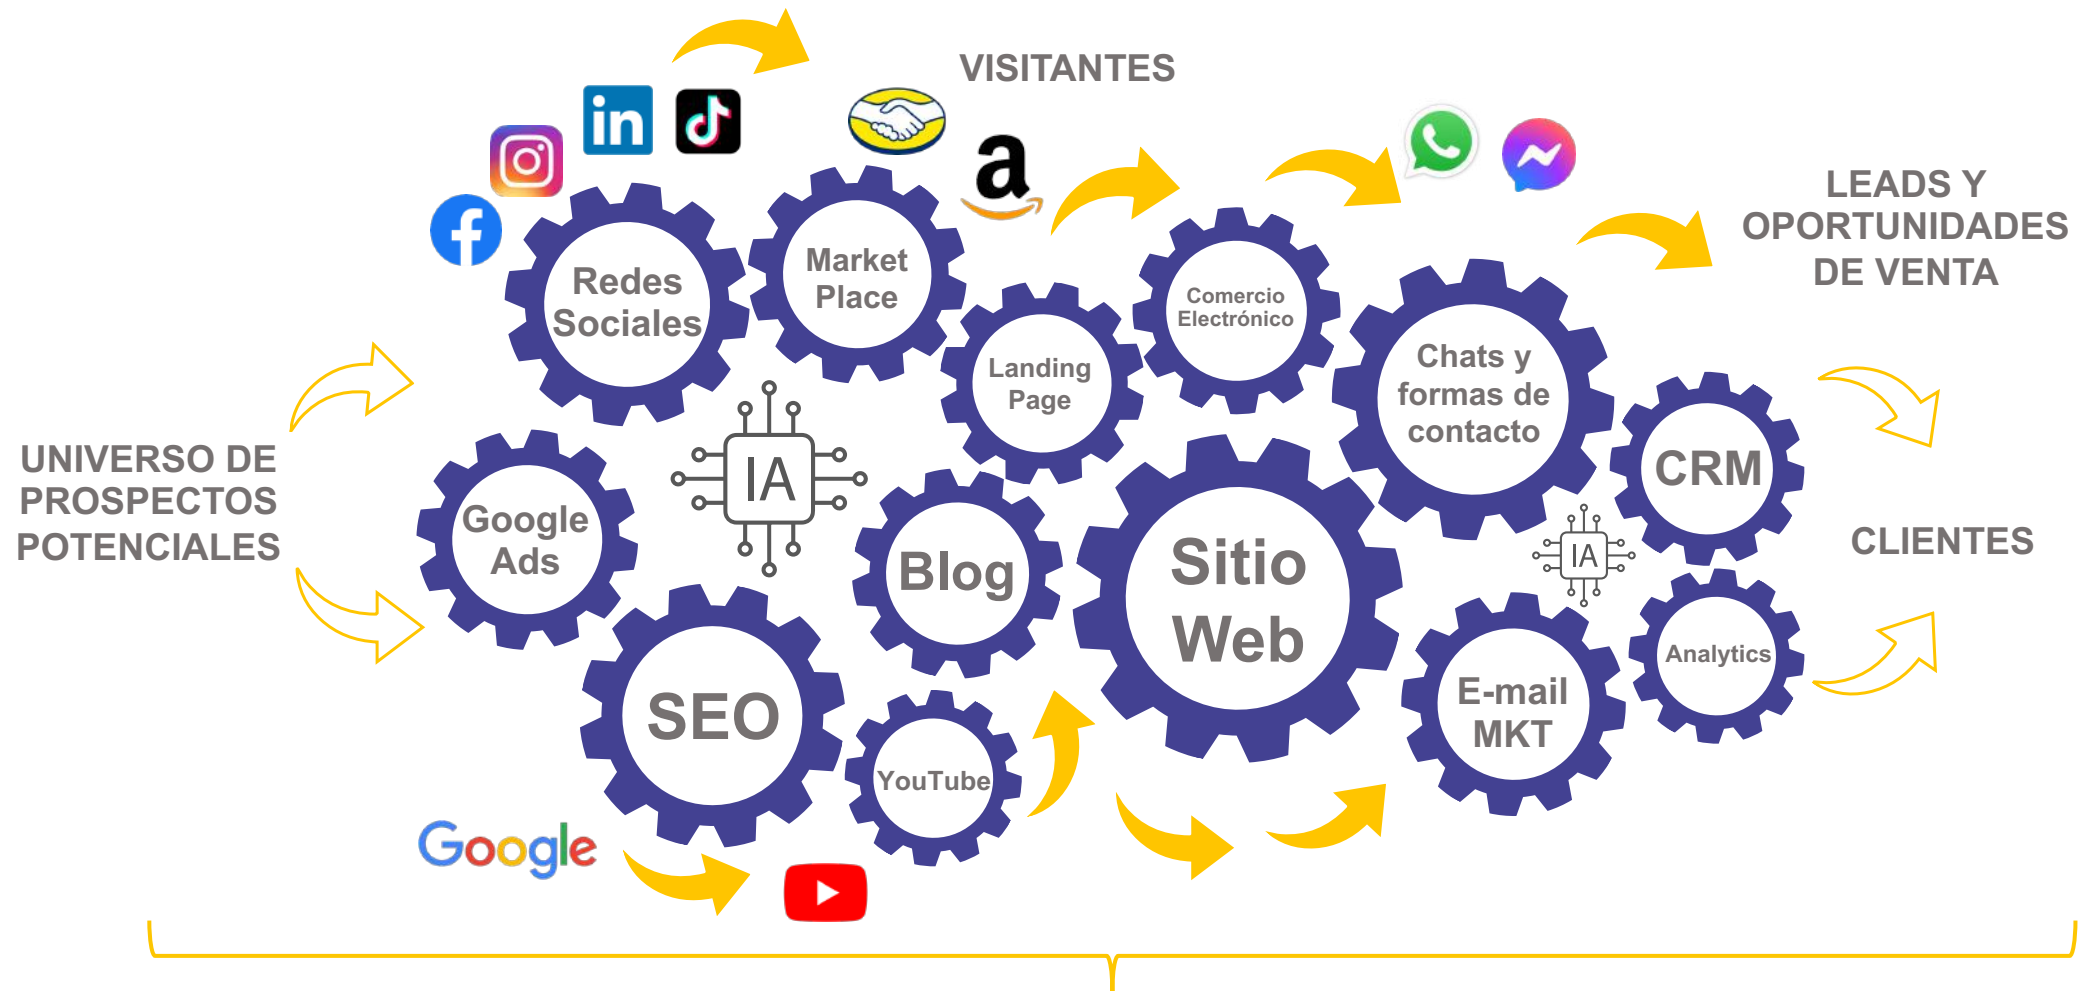 VISITANTES
in
a
LEADS Y
OPORTUNIDADES
DE VENTA
Redes
Sociales
Market
Place
Landing
Page
Comercio
Electrónico
Chats y
formas de
contacto
CRM
UNIVERSO DE
PROSPECTOS
POTENCIALES
Google
Ads
IA
Blog
Sitio
Web
IA
CLIENTES
SEO
YouTube
E-mail
MKT
Analytics
Google